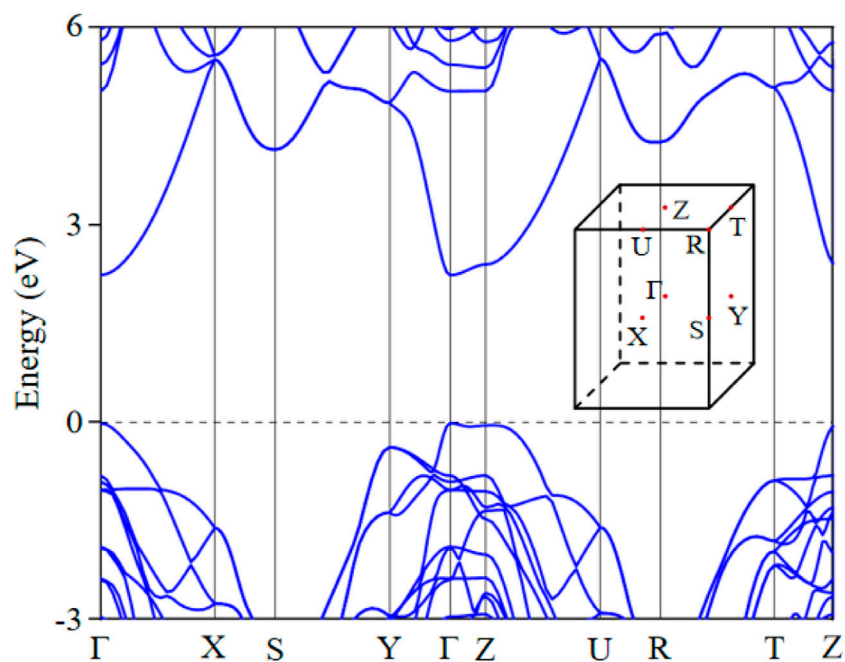 6
3
0
-3
Energy (eV)
Z
T
U
R
Γ
X
S
Y
Γ X S Y Γ Z U R T Z